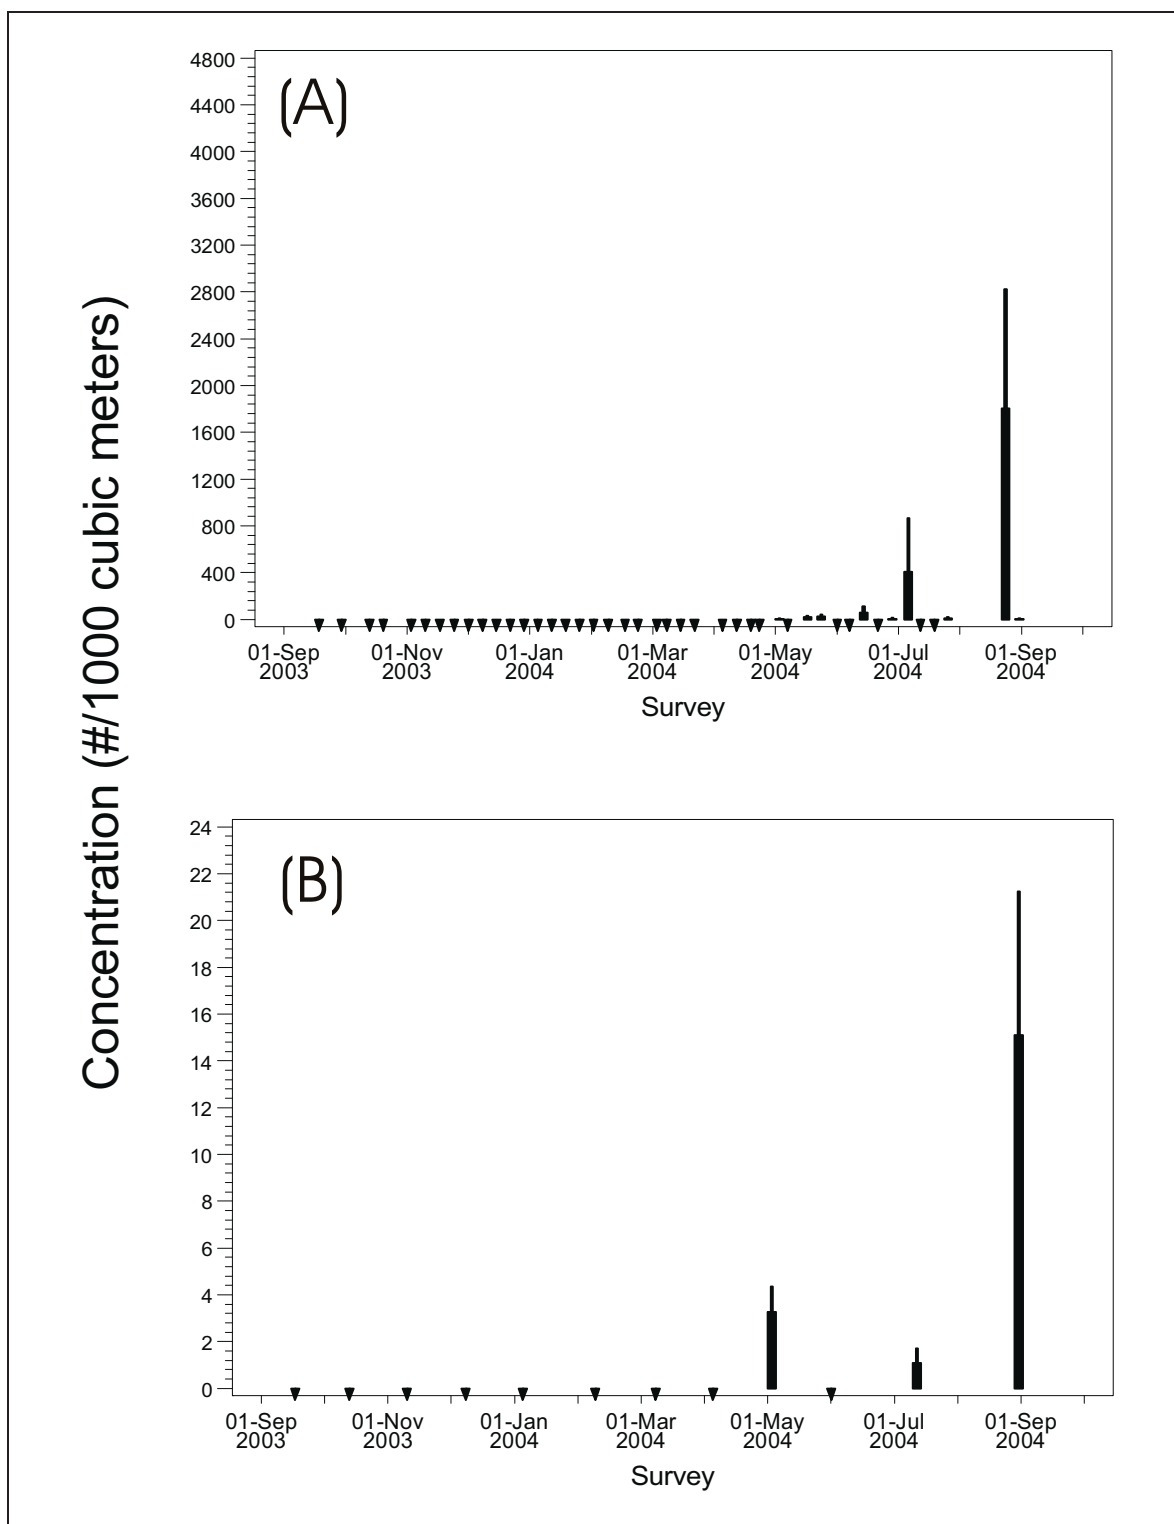 (A)
4800
4400
4000
3600
3200
2800
2400
2000
1600
1200
800
400
0
01-Sep 01-Nov 01-Jan 01-Mar 01-May 01-Jul 01-Sep
2003 2003 2004 2004 2004 2004 2004
Survey
Concentration (#/1000 cubic meters)
(B)
24
22
20
18
16
14
12
10
8
6
4
2
0
01-Sep 01-Nov 01-Jan 01-Mar 01-May 01-Jul 01-Sep
2003 2003 2004 2004 2004 2004 2004
Survey